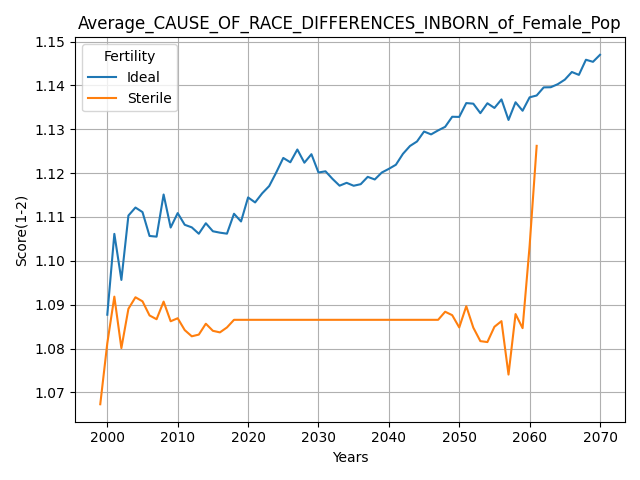 Average_CAUSE_OF_RACE_DIFFERENCES_INBORN_of_Female_Pop
Fertility
Ideal
Sterile
Score(1-2)
1.15
1.14
1.13
1.12
1.11
1.10
1.09
1.08
1.07
2000 2010 2020 2030 2040 2050 2060 2070
Years